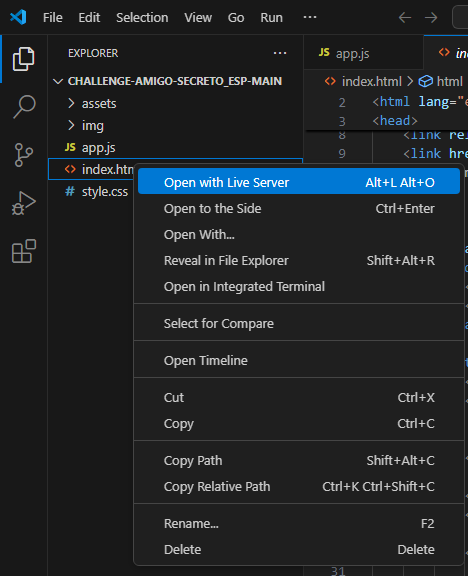 File Edit Selection View Go Run ···
EXPLORER ···
CHALLENGE-AMIGO-SECRETO_ESP-MAIN
assets
img
JS app.js
<> index.htm
# style.css
JS app.js
<> in
<> index.html > html
2 <html lang="e
3 <head>
8 <link re
9 <link hr
Open with Live Server Alt+L Alt+O
Open to the Side Ctrl+Enter
Open With...
Reveal in File Explorer Shift+Alt+R
Open in Integrated Terminal
Select for Compare
Open Timeline
Cut Ctrl+X
Copy Ctrl+C
Copy Path Shift+Alt+C
Copy Relative Path Ctrl+K Ctrl+Shift+C
Rename... F2
Delete Delete
31